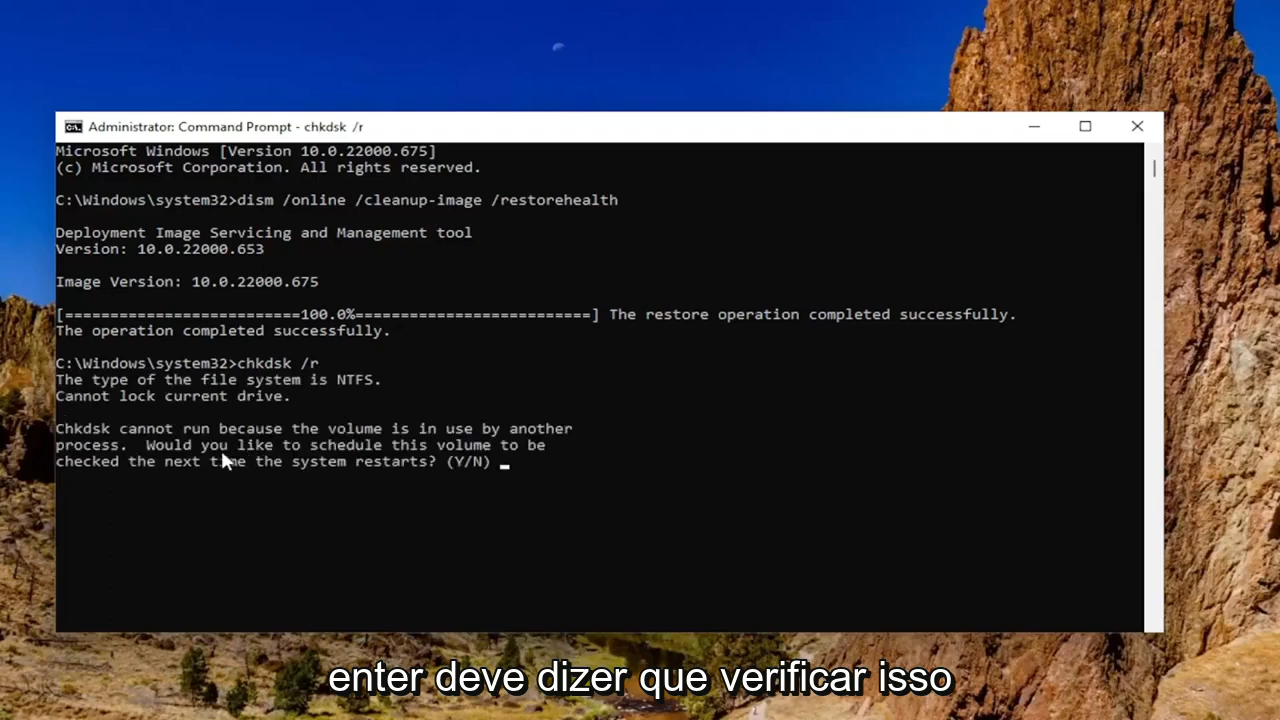 Administrator: Command Prompt - chkdsk /r
Microsoft Windows [Version 10.0.22000.675]
(c) Microsoft Corporation. All rights reserved.
C:\Windows\system32>dism /online /cleanup-image /restorehealth
Deployment Image Servicing and Management tool
Version: 10.0.22000.653
Image Version: 10.0.22000.675
[==========================100.0%==========================] The restore operation completed successfully.
The operation completed successfully.
C:\Windows\system32>chkdsk /r
The type of the file system is NTFS.
Cannot lock current drive.
Chkdsk cannot run because the volume is in use by another
process.  Would you like to schedule this volume to be
checked the next time the system restarts? (Y/N)
enter deve dizer que verificar isso